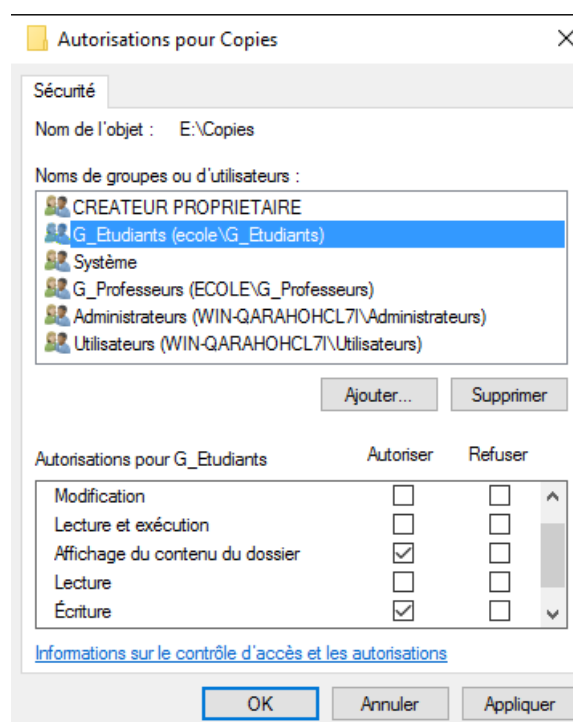 Autorisations pour Copies
Sécurité
Nom de l'objet : E:\Copies
Noms de groupes ou d'utilisateurs :
CREATEUR PROPRIETAIRE
G_Etudiants (ecole\G_Etudiants)
Système
G_Professeurs (ECOLE\G_Professeurs)
Administrateurs (WIN-QARAHOHCL7I\Administrateurs)
Utilisateurs (WIN-QARAHOHCL7I\Utilisateurs)
Ajouter... Supprimer
Autorisations pour G_Etudiants Autoriser Refuser
Modification
Lecture et exécution
Affichage du contenu du dossier
Lecture
Écriture
Informations sur le contrôle d'accès et les autorisations
OK Annuler Appliquer